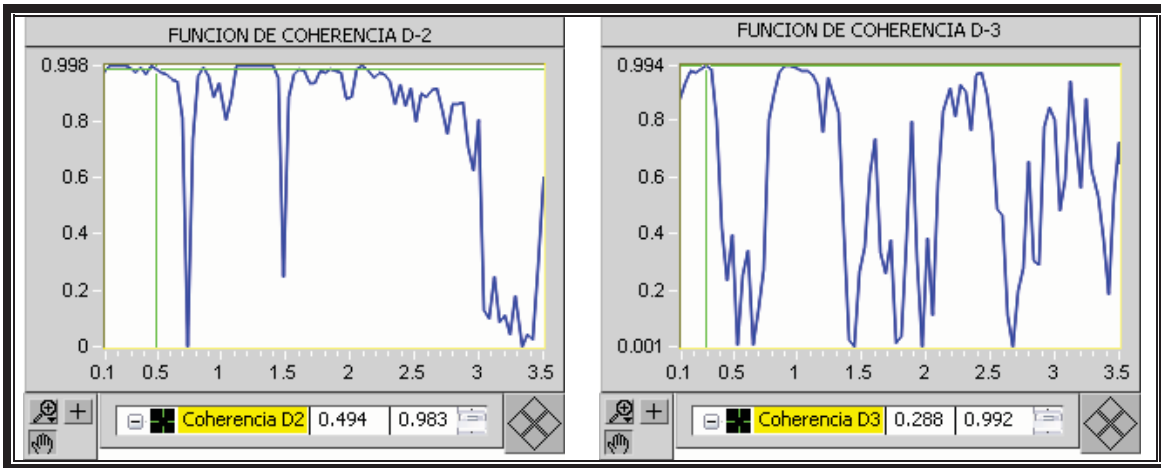 FUNCION DE COHERENCIA D-2
0.998
0.8
0.6
0.4
0.2
0
0.1 0.5 1 1.5 2 2.5 3 3.5
Coherencia D2 0.494 0.983
FUNCION DE COHERENCIA D-3
0.994
0.8
0.6
0.4
0.2
0.001
0.1 0.5 1 1.5 2 2.5 3 3.5
Coherencia D3 0.288 0.992